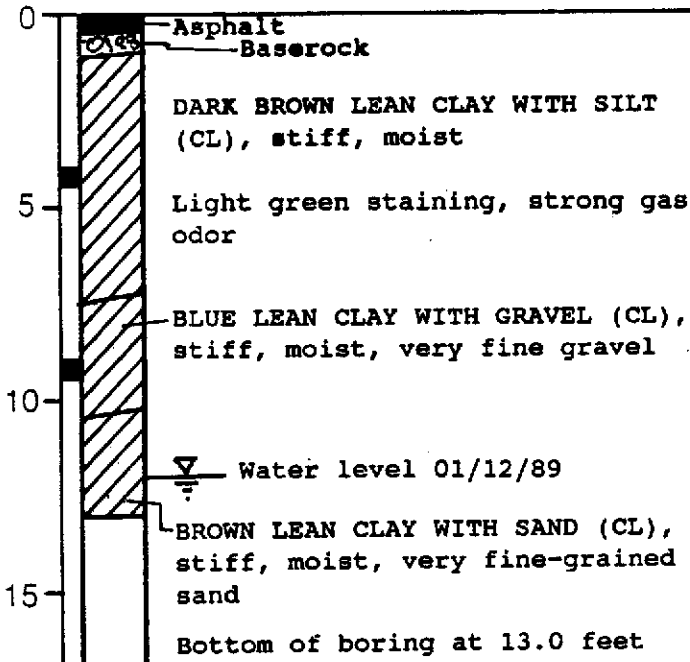 0
Asphalt
Baserock
DARK BROWN LEAN CLAY WITH SILT
(CL), stiff, moist
5
Light green staining, strong gas
odor
BLUE LEAN CLAY WITH GRAVEL (CL),
stiff, moist, very fine gravel
10
Water level 01/12/89
BROWN LEAN CLAY WITH SAND (CL),
stiff, moist, very fine-grained
sand
15
Bottom of boring at 13.0 feet